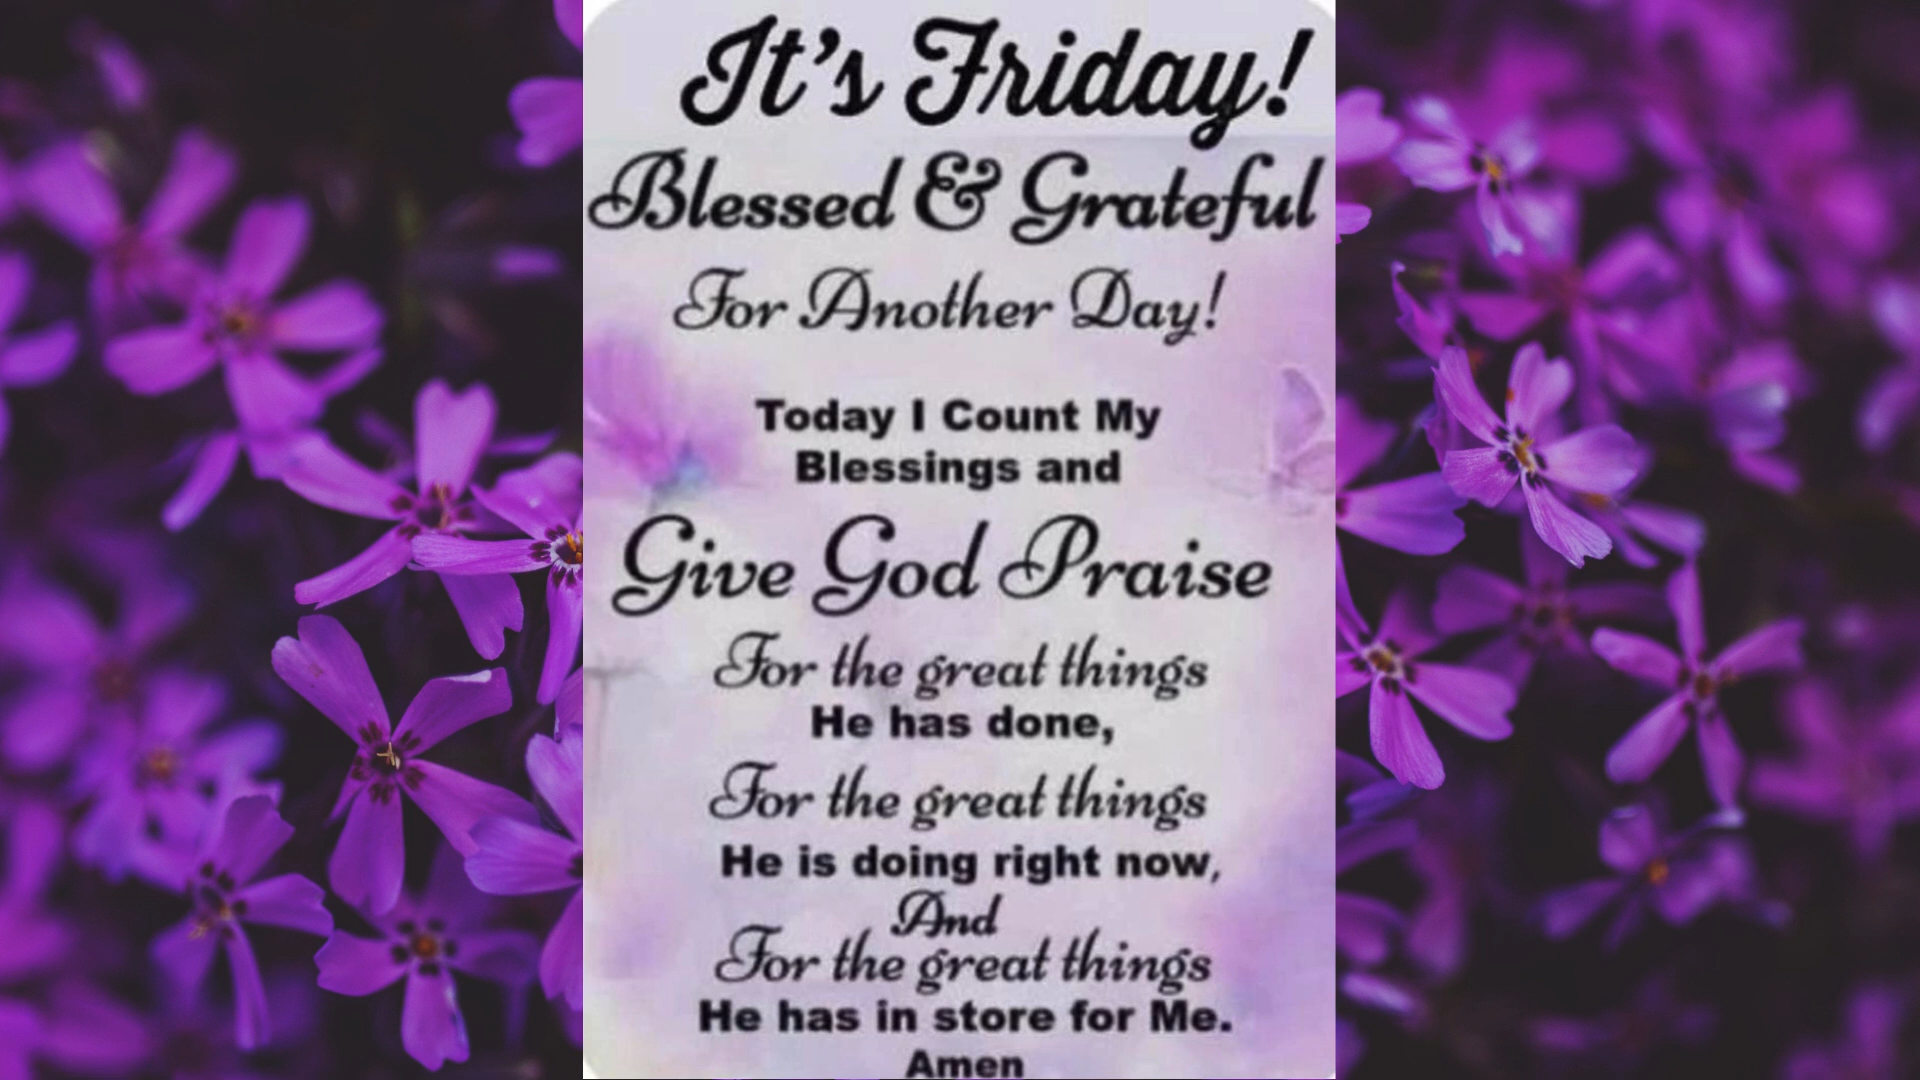 It's Friday!
Blessed & Grateful
For Another Day!
Today I Count My
Blessings and
Give God Praise
For the great things
He has done,
For the great things
He is doing right now,
And
For the great things
He has in store for Me.
Amen